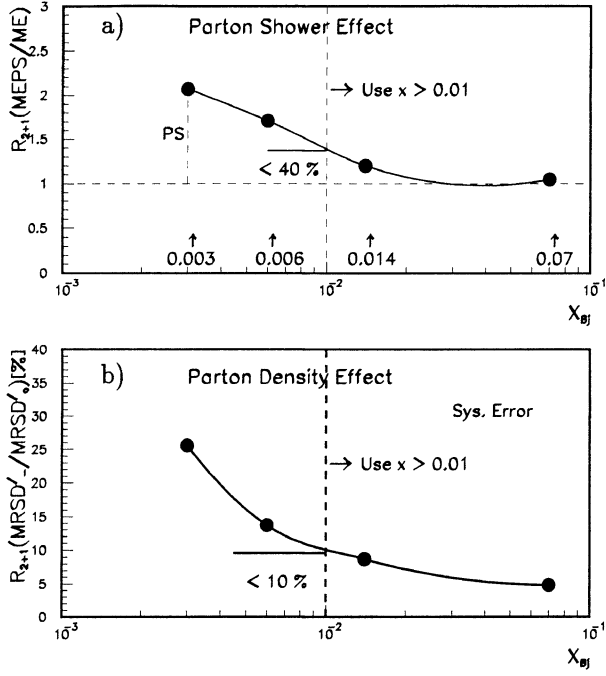 a) Parton Shower Effect
R2+1(MEPS/ME)
3
2.5
2
1.5
1
0.5
0
→ Use x > 0.01
PS
< 40 %
0.003 0.006 0.014 0.07
10⁻³ 10⁻² 10⁻¹
XBj
b) Parton Density Effect
R2+1(MRSD'₋/MRSD'₀)[%]
40
35
30
25
20
15
10
5
0
Sys. Error
→ Use x > 0.01
< 10 %
10⁻³ 10⁻² 10⁻¹
XBj